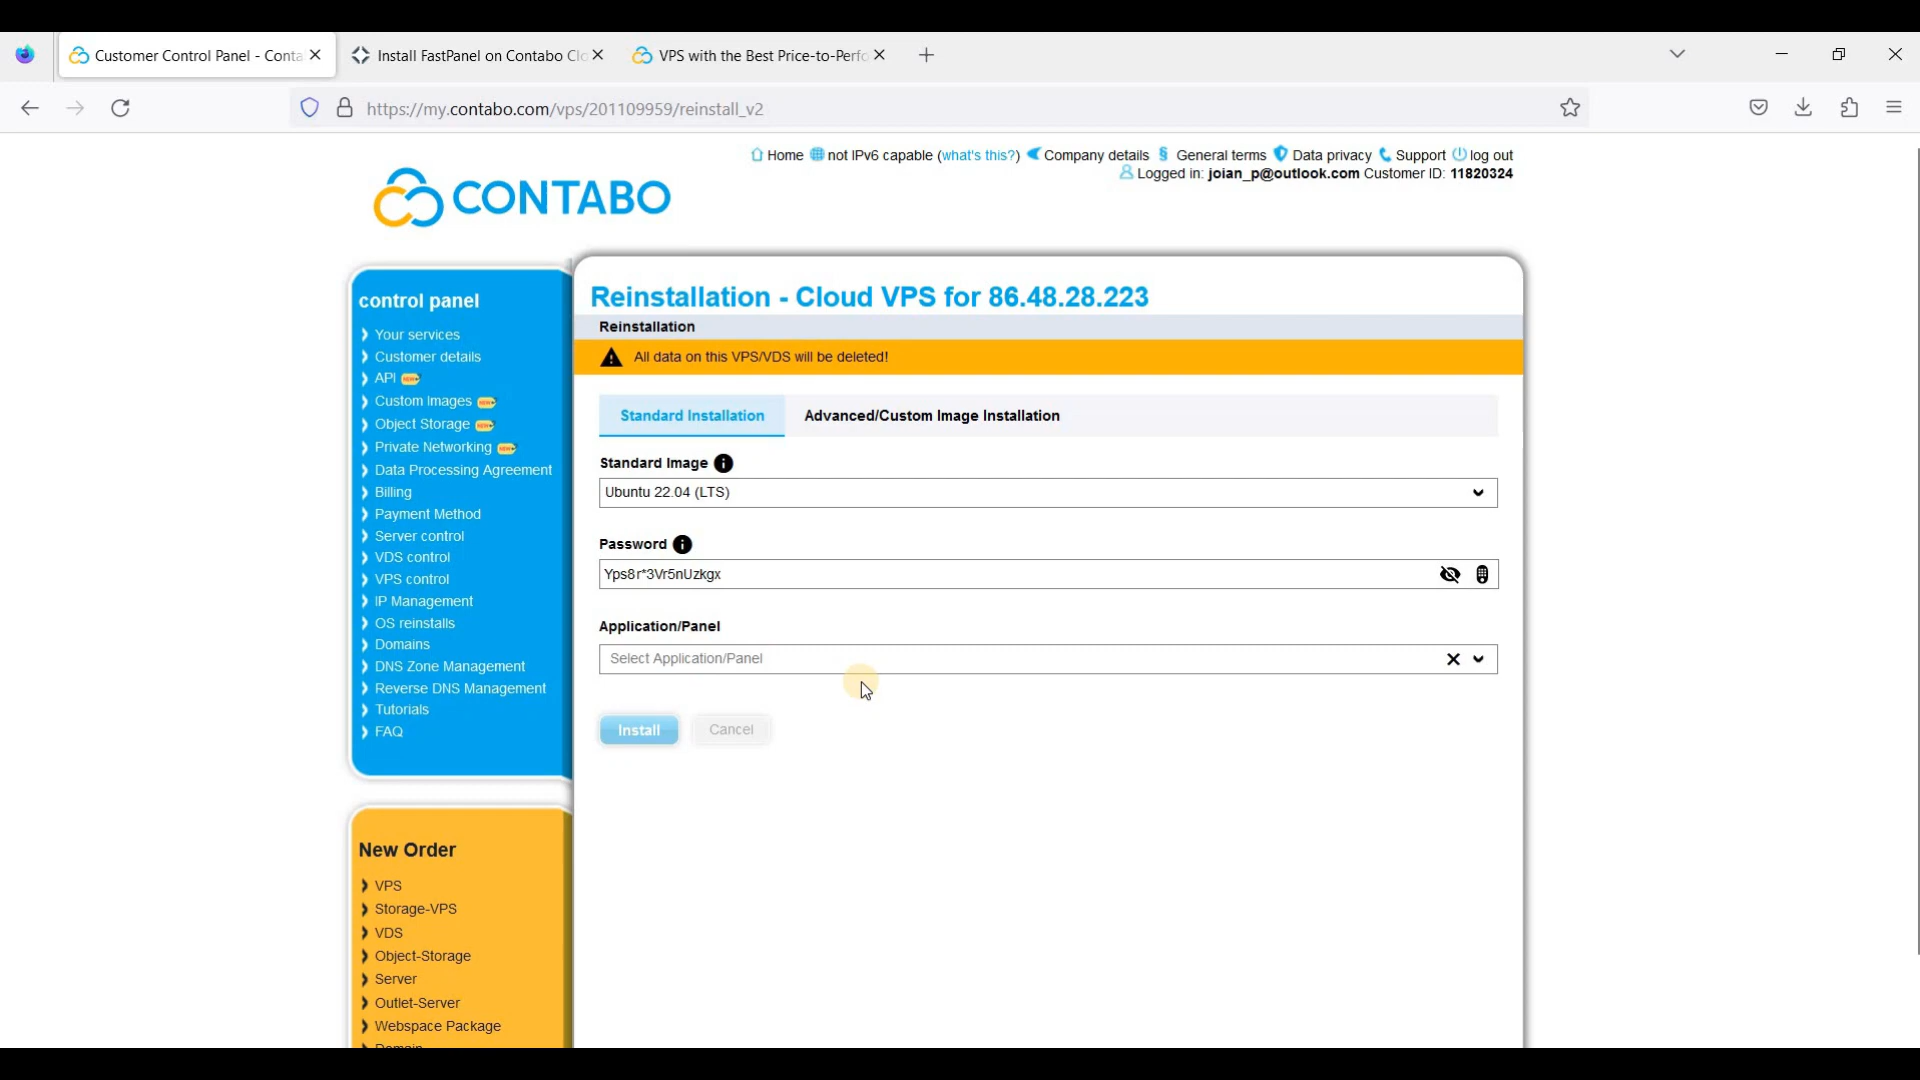 Customer Control Panel - Conta
Install FastPanel on Contabo Clo
VPS with the Best Price-to-Perfo
https://my.contabo.com/vps/201109959/reinstall_v2
Home not IPv6 capable (what's this?) Company details § General terms Data privacy Support log out
Logged in: joian_p@outlook.com Customer ID: 11820324
CONTABO
control panel
Your services
Customer details
API NEW
Custom Images NEW
Object Storage NEW
Private Networking NEW
Data Processing Agreement
Billing
Payment Method
Server control
VDS control
VPS control
IP Management
OS reinstalls
Domains
DNS Zone Management
Reverse DNS Management
Tutorials
FAQ
New Order
VPS
Storage-VPS
VDS
Object-Storage
Server
Outlet-Server
Webspace Package
Domain
Reinstallation - Cloud VPS for 86.48.28.223
Reinstallation
All data on this VPS/VDS will be deleted!
Standard Installation
Advanced/Custom Image Installation
Standard Image
Ubuntu 22.04 (LTS)
Password
Yps8r*3Vr5nUzkgx
Application/Panel
Select Application/Panel
Install
Cancel